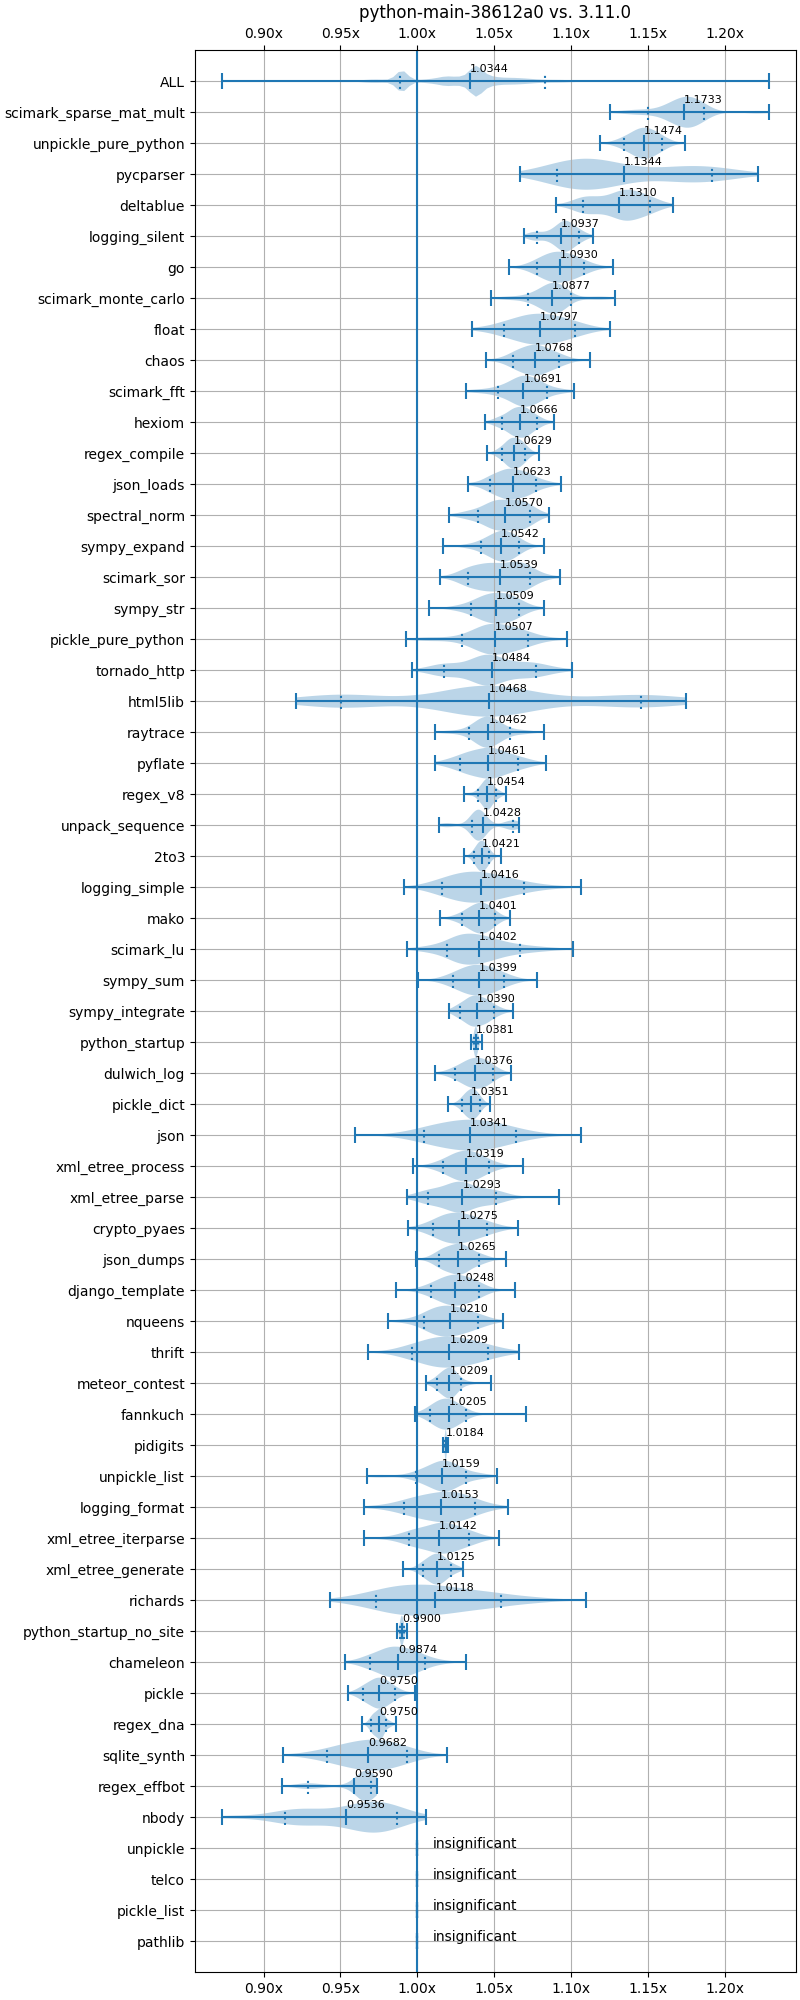 python-main-38612a0 vs. 3.11.0
0.90x 0.95x 1.00x 1.05x 1.10x 1.15x 1.20x
ALL 1.0344
scimark_sparse_mat_mult 1.1733
unpickle_pure_python 1.1474
pycparser 1.1344
deltablue 1.1310
logging_silent 1.0937
go 1.0930
scimark_monte_carlo 1.0877
float 1.0797
chaos 1.0768
scimark_fft 1.0691
hexiom 1.0666
regex_compile 1.0629
json_loads 1.0623
spectral_norm 1.0570
sympy_expand 1.0542
scimark_sor 1.0539
sympy_str 1.0509
pickle_pure_python 1.0507
tornado_http 1.0484
html5lib 1.0468
raytrace 1.0462
pyflate 1.0461
regex_v8 1.0454
unpack_sequence 1.0428
2to3 1.0421
logging_simple 1.0416
mako 1.0401
scimark_lu 1.0402
sympy_sum 1.0399
sympy_integrate 1.0390
python_startup 1.0381
dulwich_log 1.0376
pickle_dict 1.0351
json 1.0341
xml_etree_process 1.0319
xml_etree_parse 1.0293
crypto_pyaes 1.0275
json_dumps 1.0265
django_template 1.0248
nqueens 1.0210
thrift 1.0209
meteor_contest 1.0209
fannkuch 1.0205
pidigits 1.0184
unpickle_list 1.0159
logging_format 1.0153
xml_etree_iterparse 1.0142
xml_etree_generate 1.0125
richards 1.0118
python_startup_no_site 0.9900
chameleon 0.9874
pickle 0.9750
regex_dna 0.9750
sqlite_synth 0.9682
regex_effbot 0.9590
nbody 0.9536
unpickle insignificant
telco insignificant
pickle_list insignificant
pathlib insignificant
0.90x 0.95x 1.00x 1.05x 1.10x 1.15x 1.20x